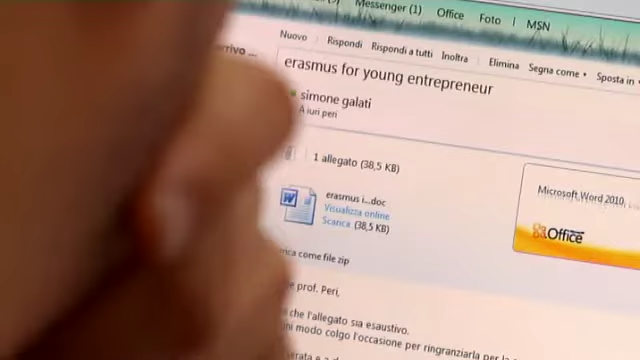 Messenger (1) Office Foto | MSN
Nuovo Rispondi Rispondi a tutti Inoltra Elimina Segna come Sposta in
erasmus for young entrepreneur
simone galati
A iuri peri
1 allegato (38,5 KB)
erasmus i...doc
Visualizza online
Scarica (38,5 KB)
Microsoft Word 2010
Office
come file zip
prof. Peri,
che l'allegato sia esaustivo.
modo colgo l'occasione per ringranziarla per